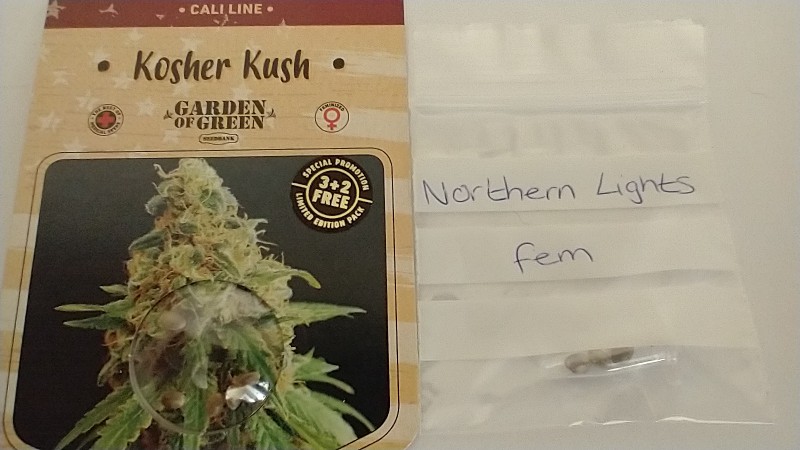 • CALI LINE •
• Kosher Kush •
GARDEN
OF GREEN
SEEDBANK
FEMINIZED
SPECIAL PROMOTION
3+2
FREE
LIMITED EDITION PACK
Northern Lights
fem